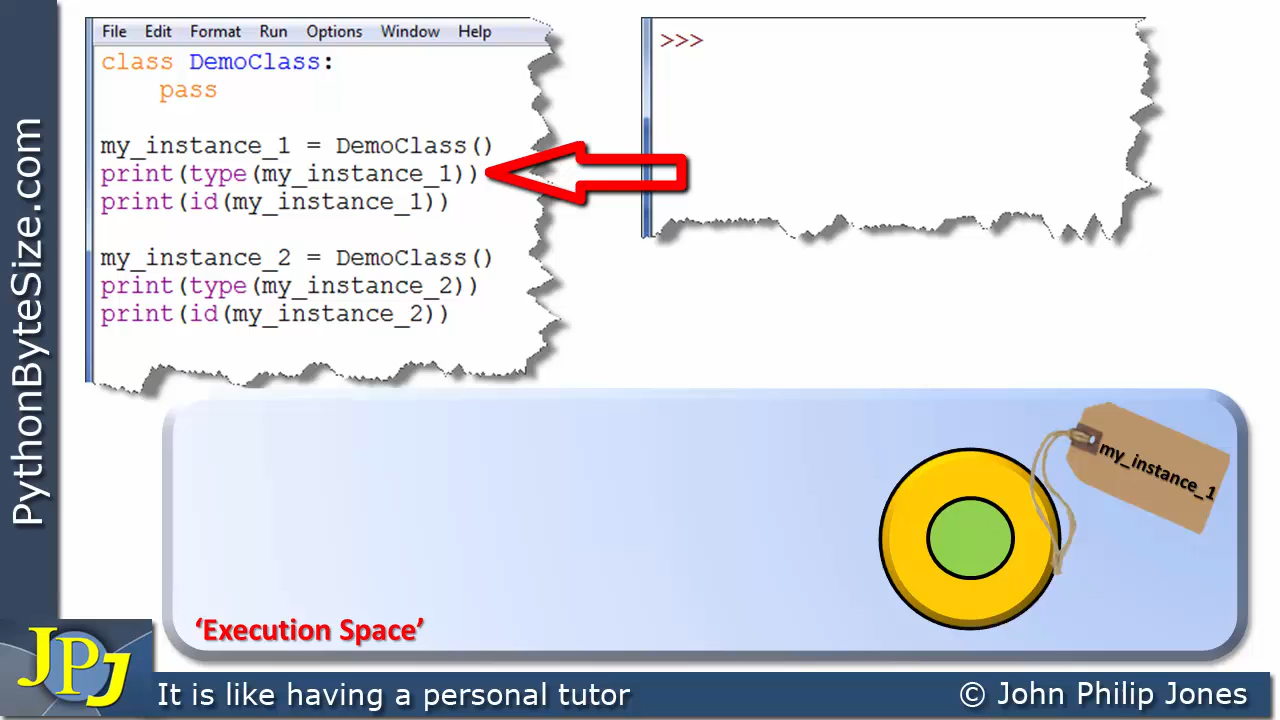 File Edit Format Run Options Window Help
class DemoClass:
    pass
my_instance_1 = DemoClass()
print(type(my_instance_1))
print(id(my_instance_1))
my_instance_2 = DemoClass()
print(type(my_instance_2))
print(id(my_instance_2))
>>>
my_instance_1
‘Execution Space’
PythonByteSize.com
JPJ
It is like having a personal tutor
© John Philip Jones